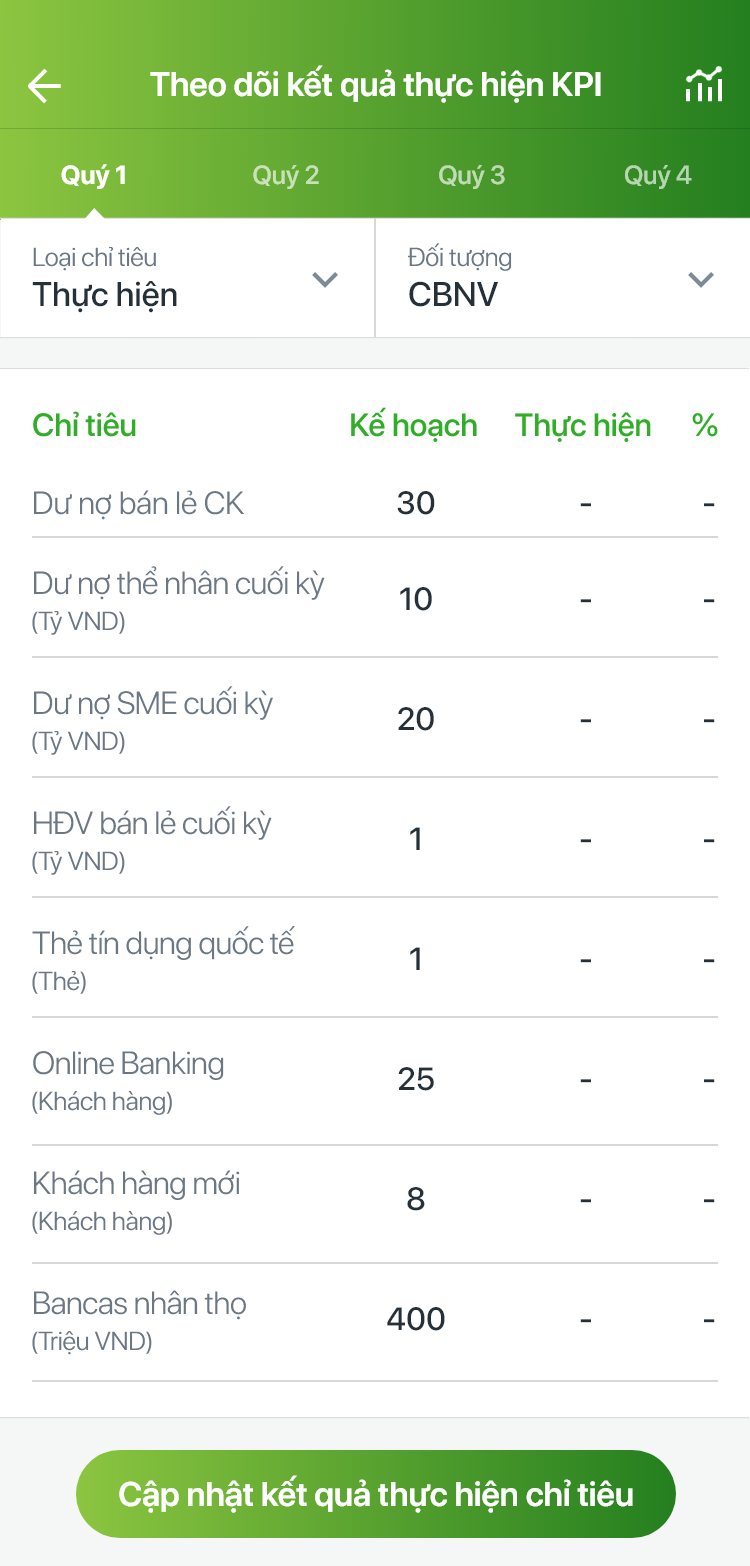 Theo dõi kết quả thực hiện KPI
Quý 1 Quý 2 Quý 3 Quý 4
Loại chỉ tiêu Đối tượng
Thực hiện CBNV
Chỉ tiêu Kế hoạch Thực hiện %
Dư nợ bán lẻ CK 30 - -
Dư nợ thể nhân cuối kỳ
(Tỷ VND) 10 - -
Dư nợ SME cuối kỳ
(Tỷ VND) 20 - -
HĐV bán lẻ cuối kỳ
(Tỷ VND) 1 - -
Thẻ tín dụng quốc tế
(Thẻ) 1 - -
Online Banking
(Khách hàng) 25 - -
Khách hàng mới
(Khách hàng) 8 - -
Bancas nhân thọ
(Triệu VND) 400 - -
Cập nhật kết quả thực hiện chỉ tiêu